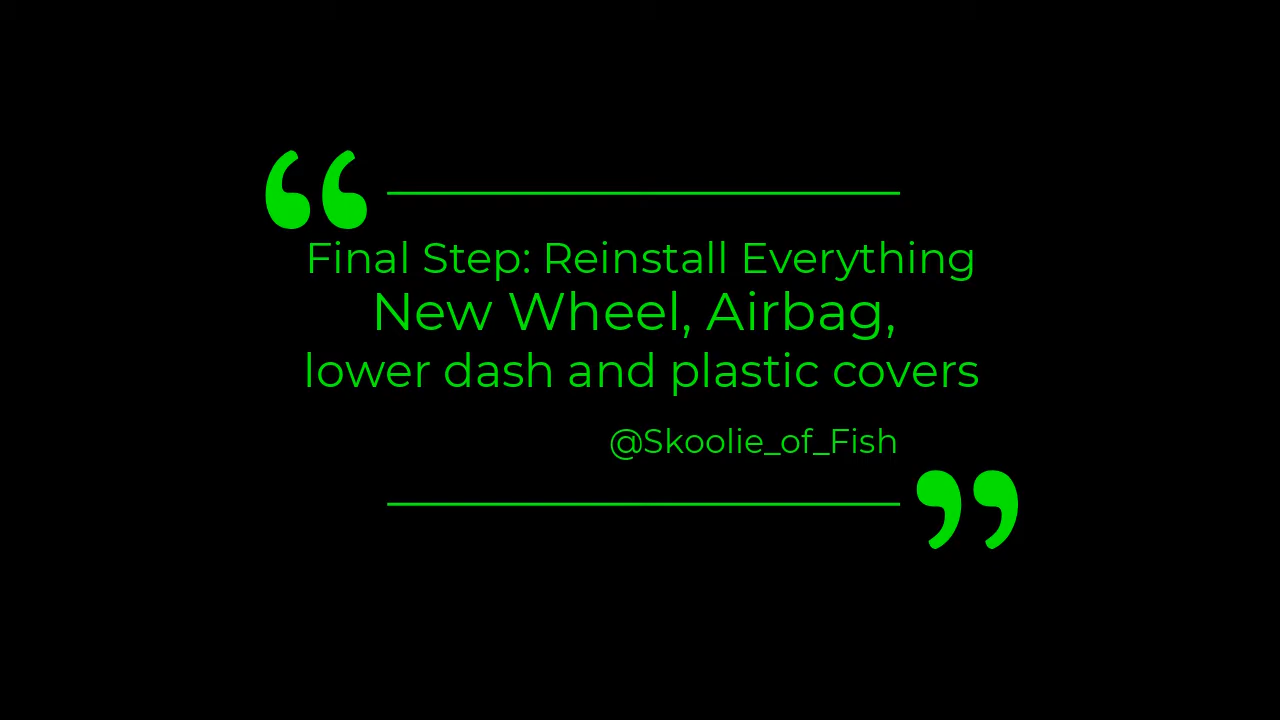 Final Step: Reinstall Everything
New Wheel, Airbag,
lower dash and plastic covers
@Skoolie_of_Fish